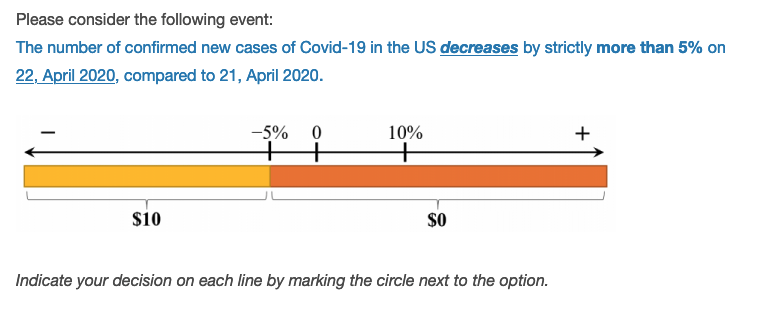 Please consider the following event:
The number of confirmed new cases of Covid-19 in the US decreases by strictly more than 5% on
22, April 2020, compared to 21, April 2020.
− −5% 0 10% +
$10 $0
Indicate your decision on each line by marking the circle next to the option.